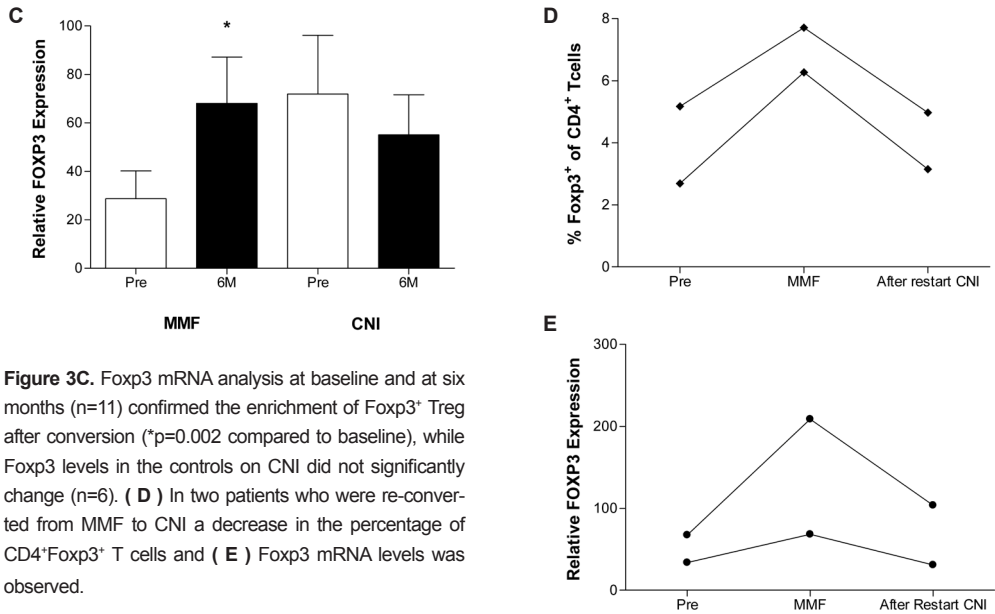 C
Relative FOXP3 Expression
100
80
60
40
20
0
*
Pre
6M
Pre
6M
MMF
CNI
Figure 3C. Foxp3 mRNA analysis at baseline and at six
months (n=11) confirmed the enrichment of Foxp3⁺ Treg
after conversion (*p=0.002 compared to baseline), while
Foxp3 levels in the controls on CNI did not significantly
change (n=6). ( D ) In two patients who were re-conver-
ted from MMF to CNI a decrease in the percentage of
CD4⁺Foxp3⁺ T cells and ( E ) Foxp3 mRNA levels was
observed.
D
% Foxp3⁺ of CD4⁺ Tcells
8
6
4
2
0
Pre
MMF
After restart CNI
E
Relative FOXP3 Expression
300
200
100
0
Pre
MMF
After Restart CNI